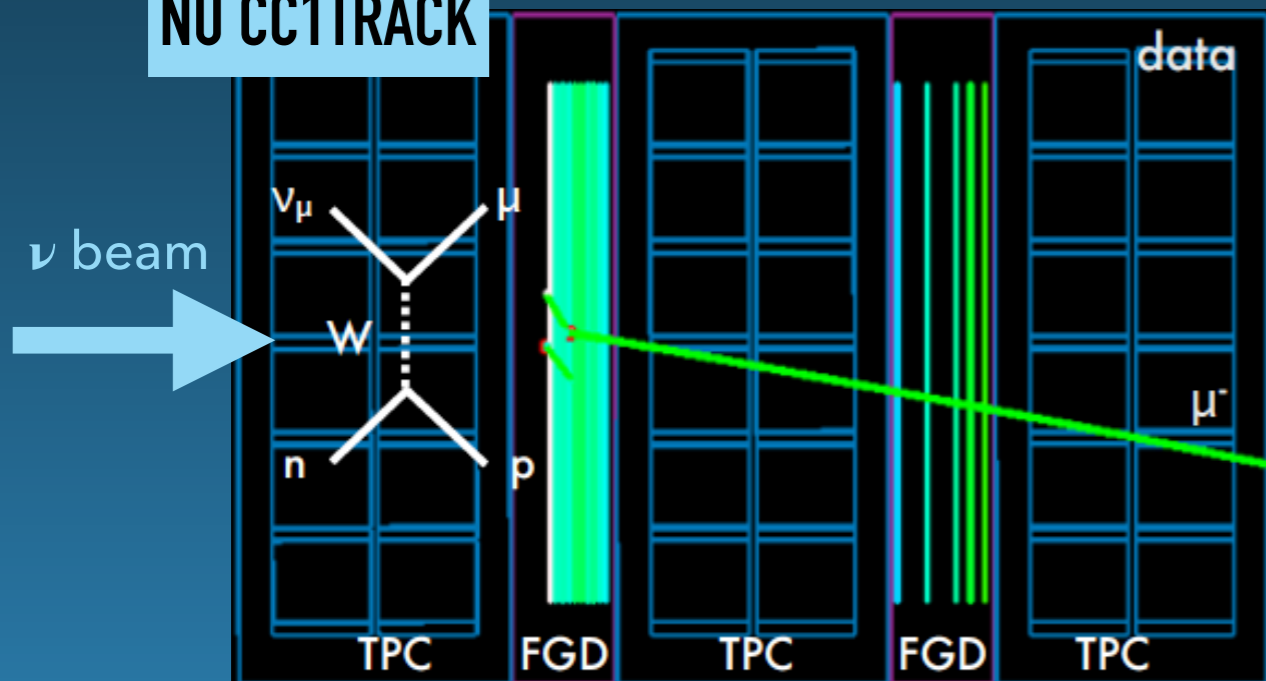 NU CC1TRACK
data
νμ
μ
ν beam
W
μ-
n
p
TPC
FGD
TPC
FGD
TPC